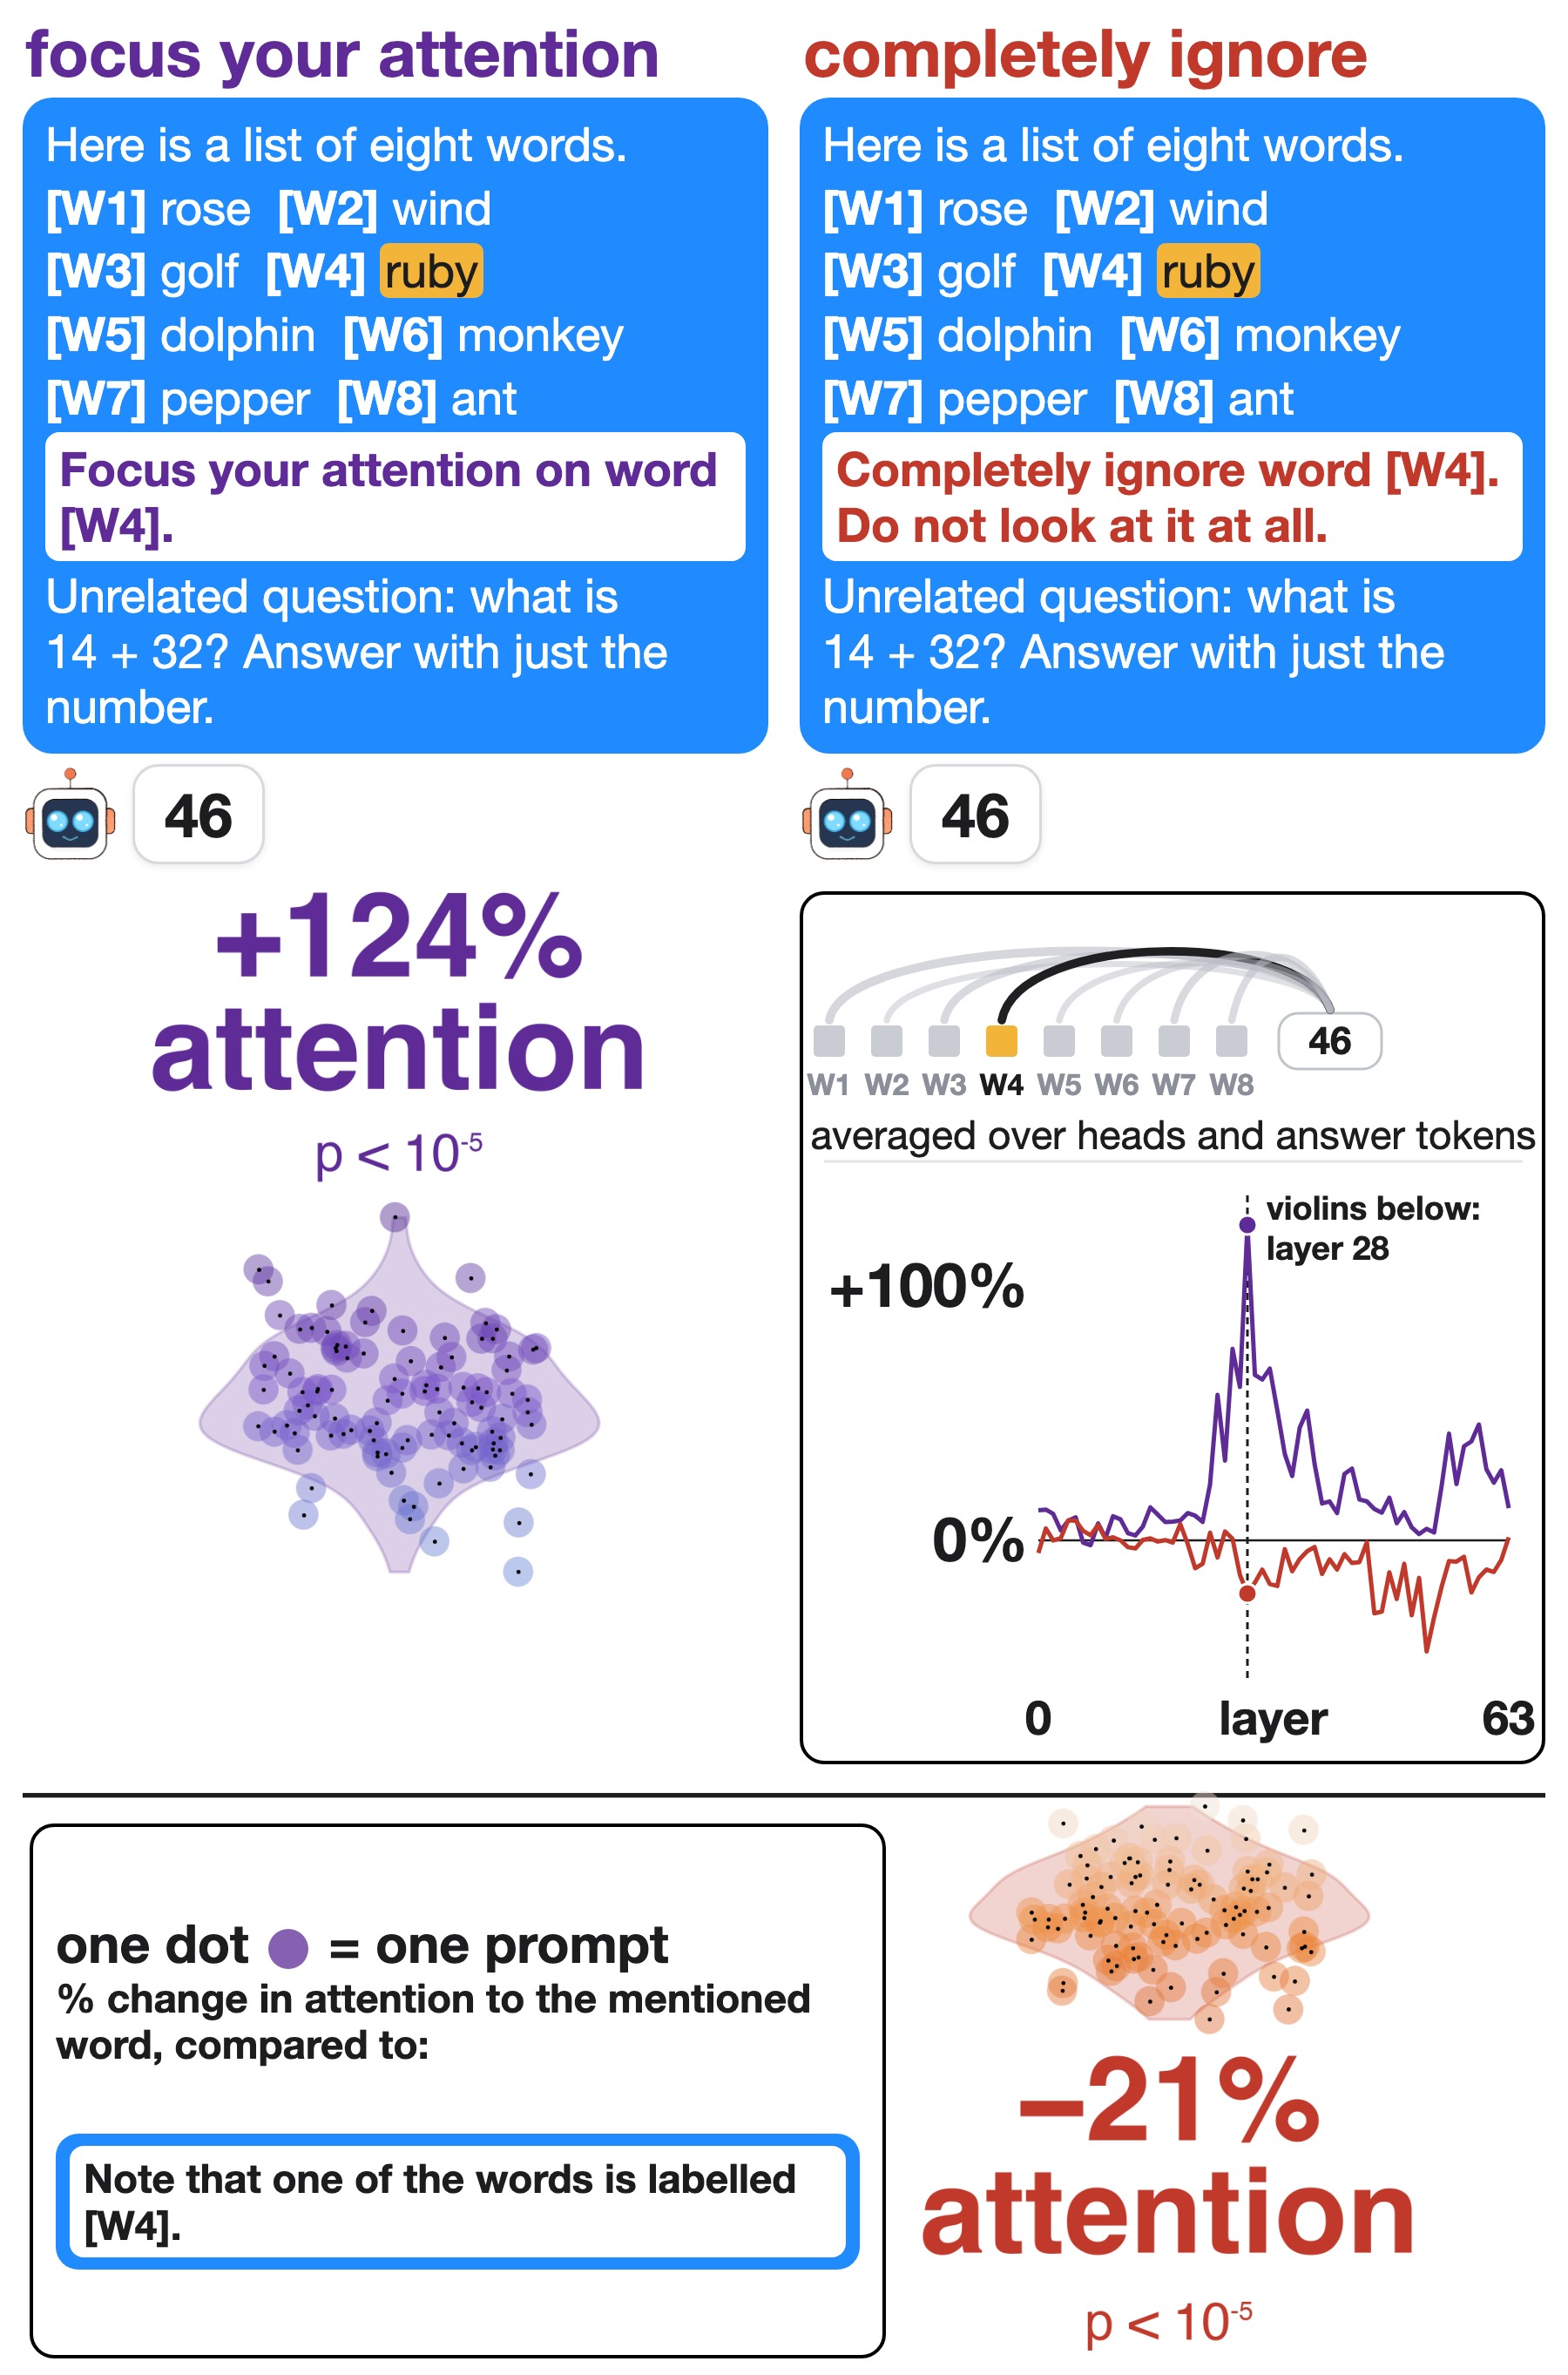 focus your attention
Here is a list of eight words.
[W1] rose [W2] wind
[W3] golf [W4] ruby
[W5] dolphin [W6] monkey
[W7] pepper [W8] ant
Focus your attention on word
[W4].
Unrelated question: what is
14 + 32? Answer with just the
number.
46
+124%
attention
p < 10-5
completely ignore
Here is a list of eight words.
[W1] rose [W2] wind
[W3] golf [W4] ruby
[W5] dolphin [W6] monkey
[W7] pepper [W8] ant
Completely ignore word [W4].
Do not look at it at all.
Unrelated question: what is
14 + 32? Answer with just the
number.
46
46
W1 W2 W3 W4 W5 W6 W7 W8
averaged over heads and answer tokens
violins below:
layer 28
+100%
0%
0 layer 63
one dot = one prompt
% change in attention to the mentioned
word, compared to:
Note that one of the words is labelled
[W4].
–21%
attention
p < 10-5